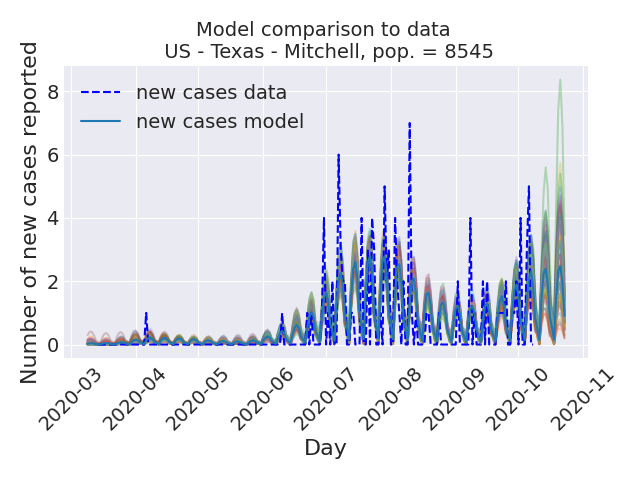 Model comparison to data
US - Texas - Mitchell, pop. = 8545
Number of new cases reported
8
6
4
2
0
new cases data
new cases model
2020-03
2020-04
2020-05
2020-06
2020-07
2020-08
2020-09
2020-10
2020-11
Day